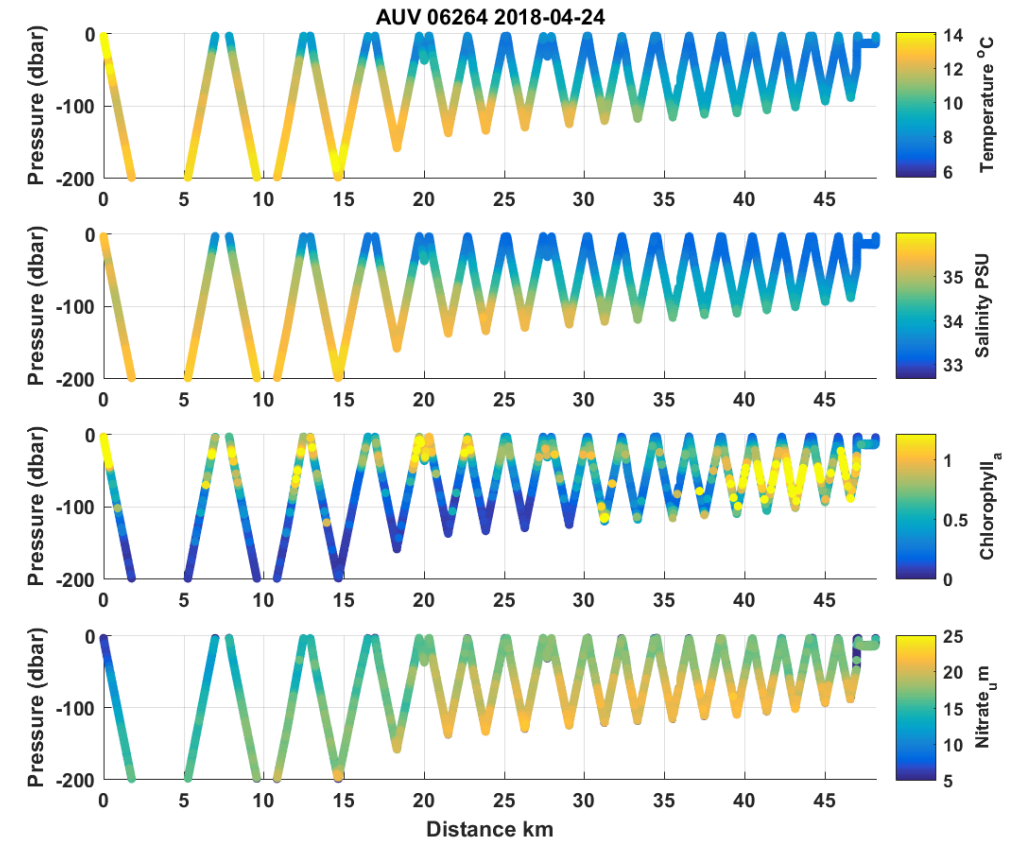 AUV 06264 2018-04-24
Pressure (dbar)
0
-100
-200
0 5 10 15 20 25 30 35 40 45
14
12
10
8
6
Temperature °C
Pressure (dbar)
0
-100
-200
0 5 10 15 20 25 30 35 40 45
35
34
33
Salinity PSU
Pressure (dbar)
0
-100
-200
0 5 10 15 20 25 30 35 40 45
1
0.5
0
Chlorophylla
Pressure (dbar)
0
-100
-200
0 5 10 15 20 25 30 35 40 45
25
20
15
10
5
Nitrateum
Distance km